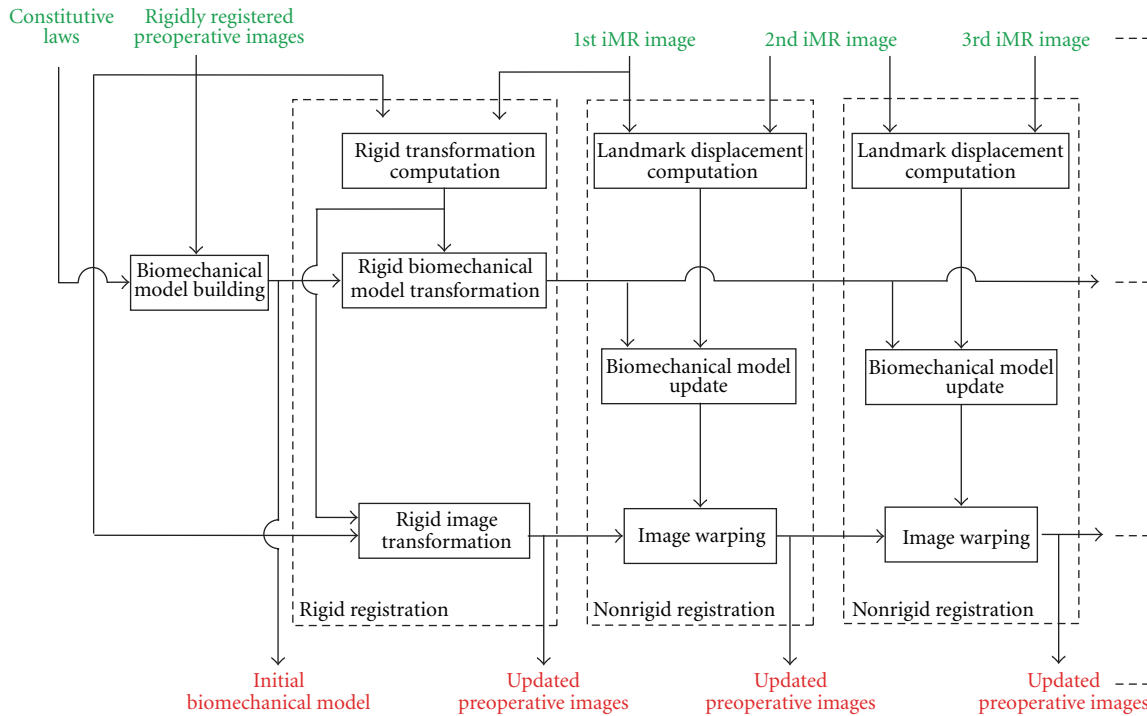 Constitutive
laws
Rigidly registered
preoperative images
1st iMR image
2nd iMR image
3rd iMR image
Rigid transformation
computation
Landmark displacement
computation
Landmark displacement
computation
Biomechanical
model building
Rigid biomechanical
model transformation
Biomechanical model
update
Biomechanical model
update
Rigid image
transformation
Image warping
Image warping
Rigid registration
Nonrigid registration
Nonrigid registration
Initial
biomechanical model
Updated
preoperative images
Updated
preoperative images
Updated
preoperative images